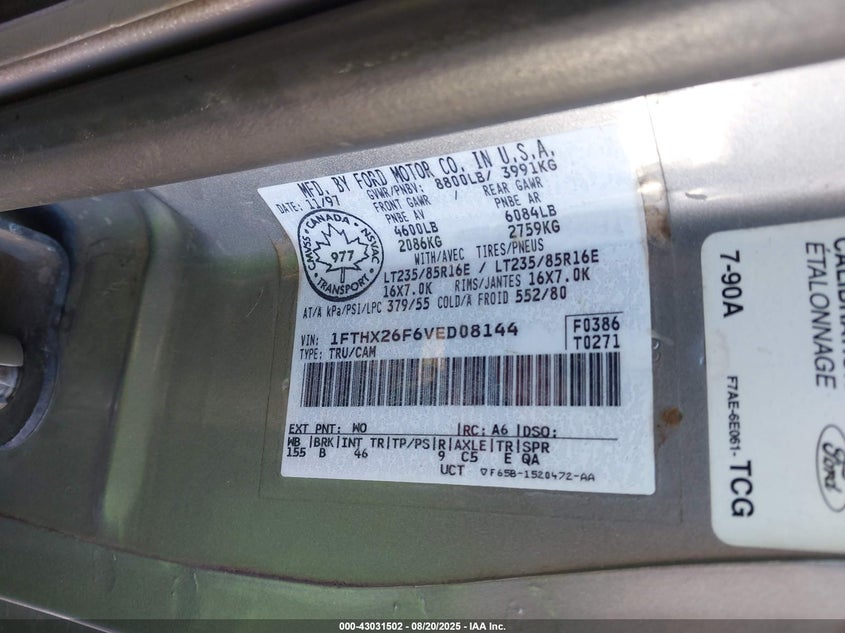 MFD. BY FORD MOTOR CO. IN U.S.A.
DATE: 11/97 GVWR/PNBV: 8800LB/ 3991KG
FRONT GAWR / REAR GAWR
PNBE AV PNBE AR
4600LB 6084LB
2086KG 2759KG
WITH/AVEC TIRES/PNEUS
LT235/85R16E / LT235/85R16E
16X7.0K RIMS/JANTES 16X7.0K
AT/A kPa/PSI/LPC 379/55 COLD/A FROID 552/80
CANADA
CMVSS NSVAC
977
TRANSPORT
VIN: 1FTHX26F6VED08144
TYPE: TRU/CAM
F0386
T0271
EXT PNT: WO |RC: A6 |DSO:
WB |BRK|INT TR|TP/PS|R|AXLE|TR|SPR
155 B 46 9 C5 E QA
UCT ▽F65B-1520472-AA
ÉTALONNAGE
7-90A
F7AE-6E061- TCG
Ford
000-43031502 - 08/20/2025 - IAA Inc.